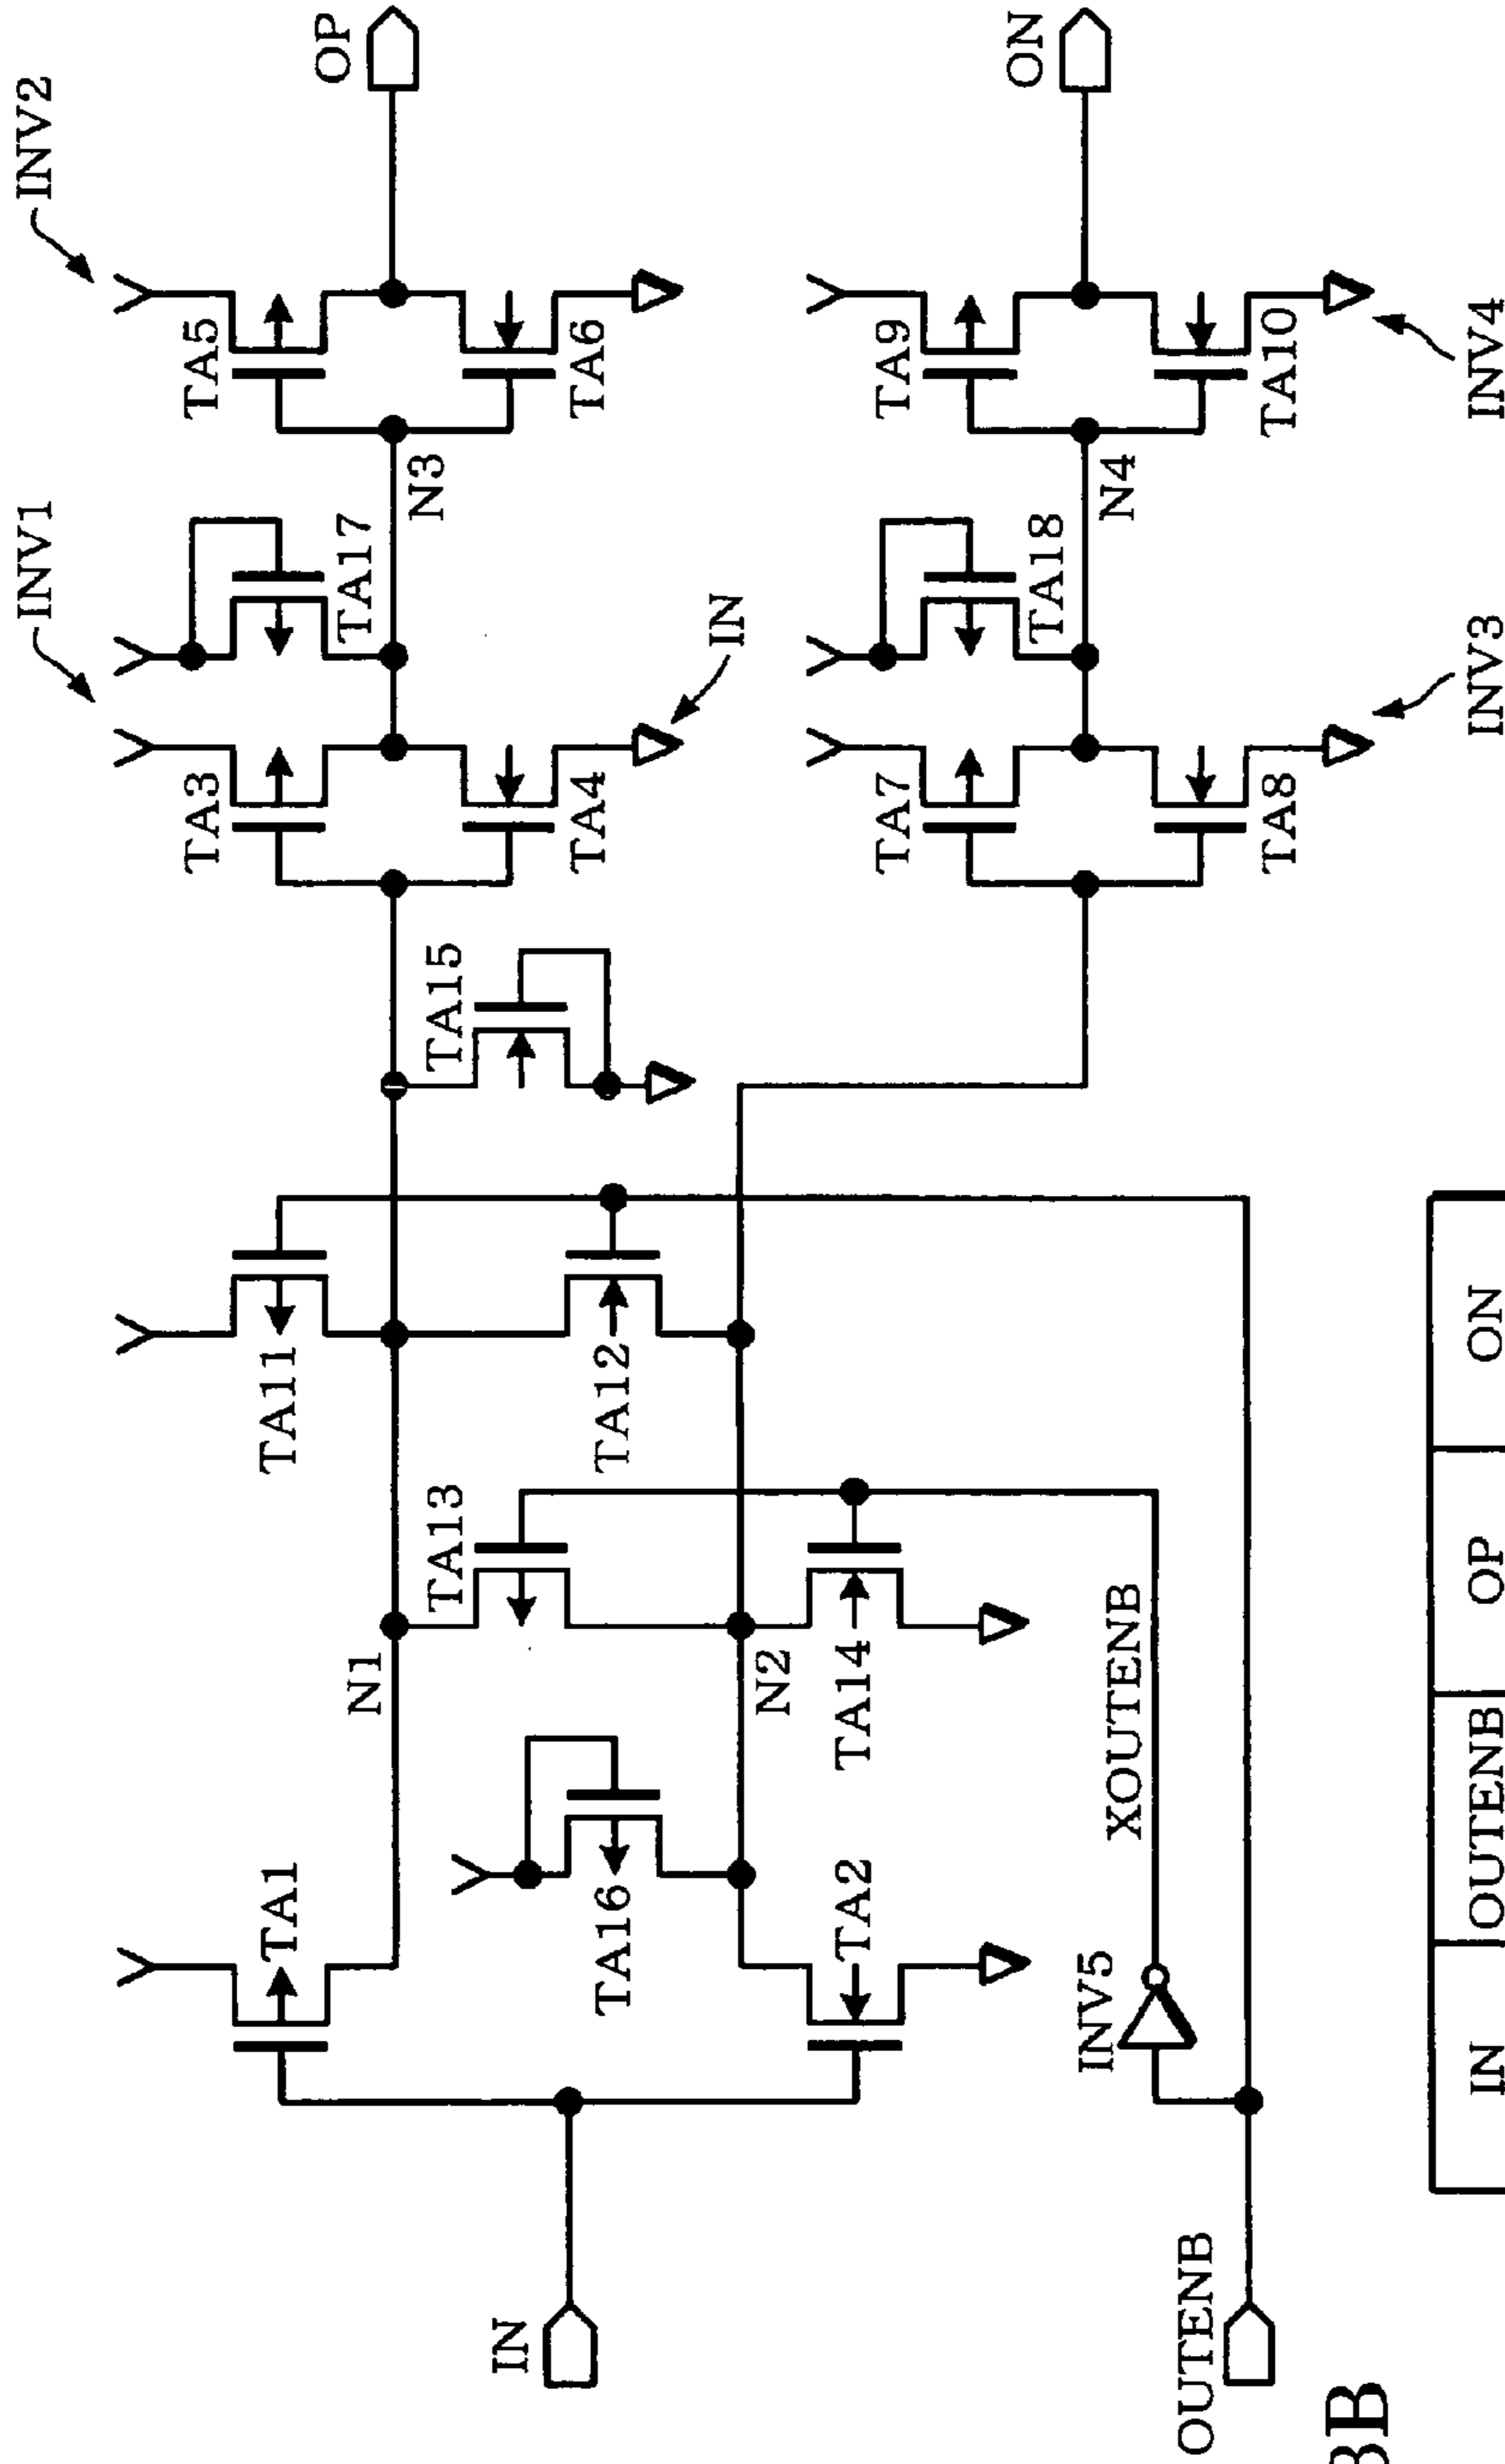 INV1
INV2
TA1
TA11
TA3
TA17
TA5
OP
N1
TA13
TA15
N3
TA16
TA12
TA4
TA6
IN
IN
N2
TA2
TA14
TA7
TA18
TA9
ON
N4
INV5
XOUTENB
TA8
TA10
OUTENB
INV3
INV4
3B
IN
OUTENB
OP
ON